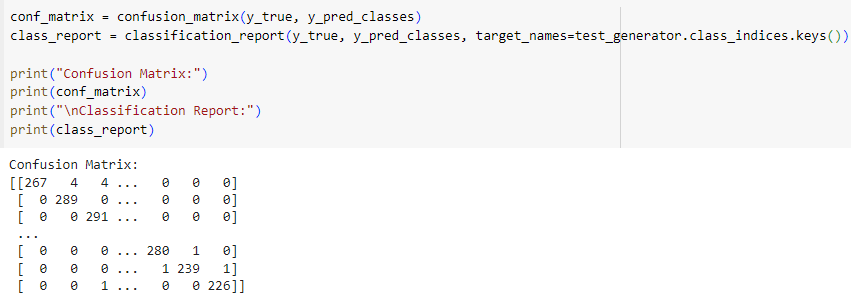 conf_matrix = confusion_matrix(y_true, y_pred_classes)
class_report = classification_report(y_true, y_pred_classes, target_names=test_generator.class_indices.keys())
print("Confusion Matrix:")
print(conf_matrix)
print("\nClassification Report:")
print(class_report)
Confusion Matrix:
[[267   4   4 ...   0   0   0]
 [  0 289   0 ...   0   0   0]
 [  0   0 291 ...   0   0   0]
 ...
 [  0   0   0 ... 280   1   0]
 [  0   0   0 ...   1 239   1]
 [  0   0   1 ...   0   0 226]]